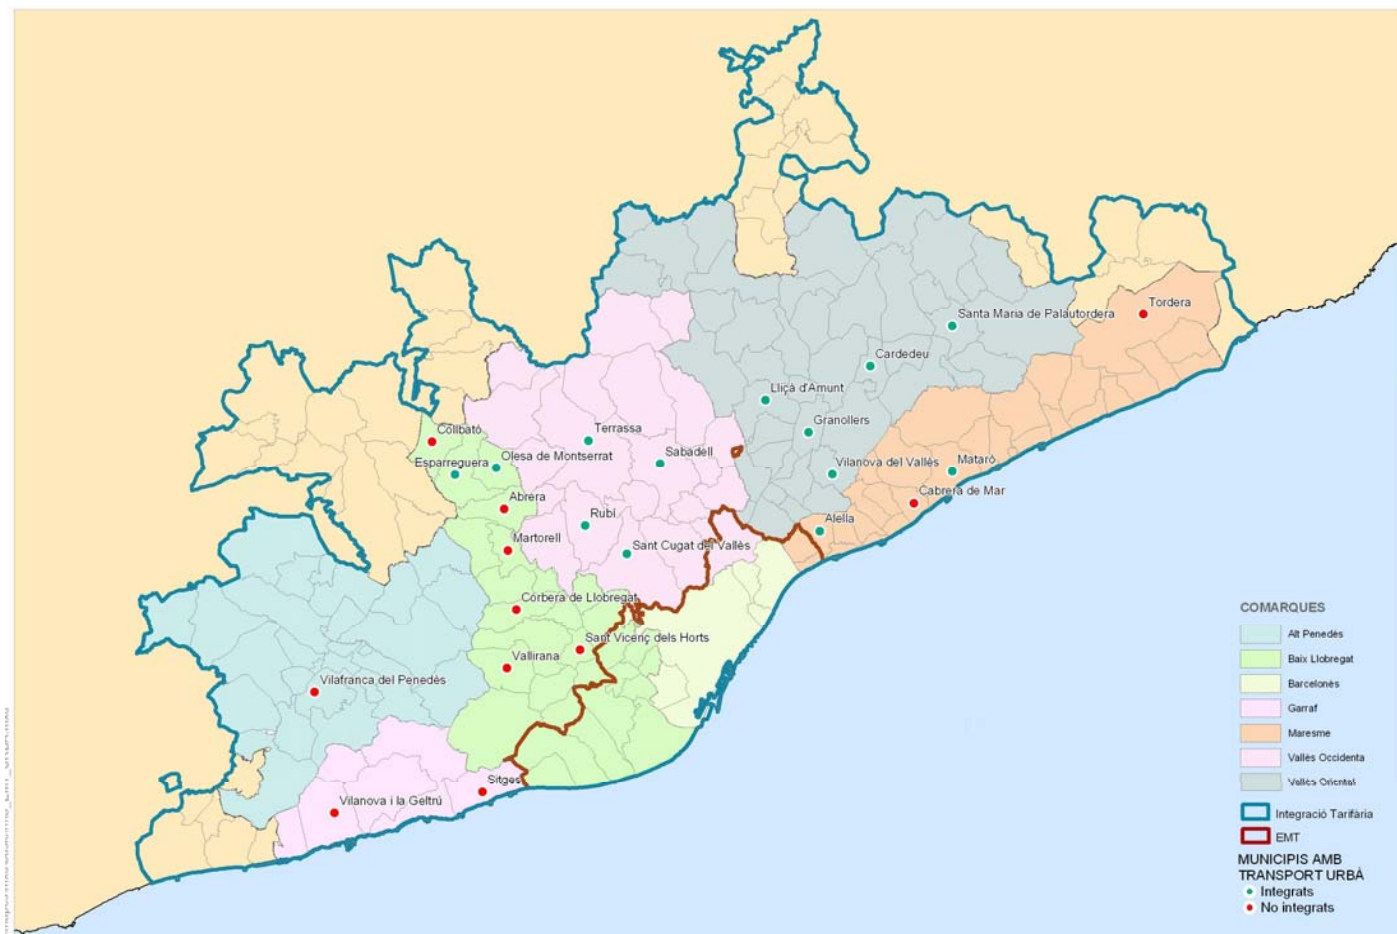 Tordera
Santa Maria de Palautordera
Cardedeu
Lliçà d'Amunt
Granollers
Collbató
Terrassa
Olesa de Montserrat
Esparreguera
Sabadell
Vilanova del Vallès
Mataró
Cabrera de Mar
Abrera
Rubí
Alella
Martorell
Sant Cugat del Vallès
Corbera de Llobregat
Sant Vicenç dels Horts
Vallirana
Vilafranca del Penedès
Sitges
Vilanova i la Geltrú
COMARQUES
Alt Penedès
Baix Llobregat
Barcelonès
Garraf
Maresme
Vallès Occidenta
Vallès Oriental
Integració Tarifària
EMT
MUNICIPIS AMB
TRANSPORT URBÀ
Integrats
No integrats